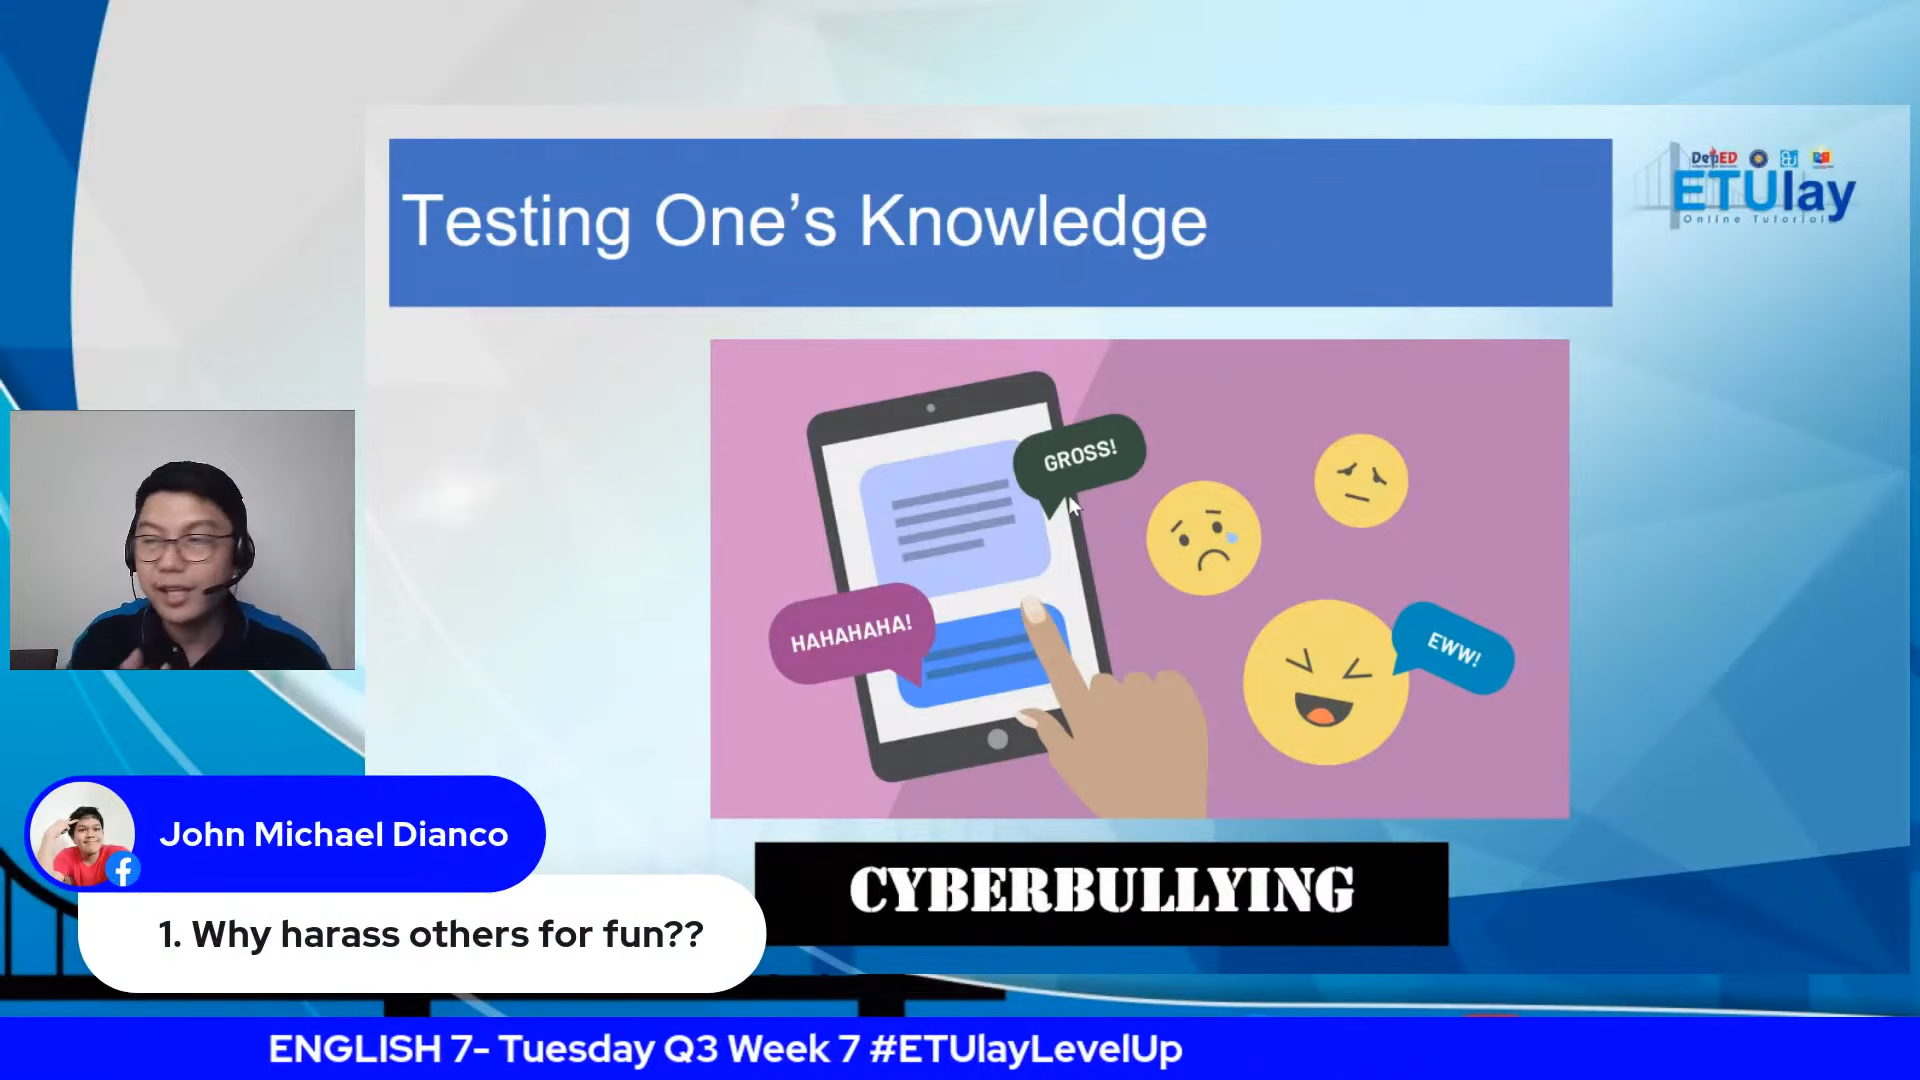 Testing One’s Knowledge
DepED
ETUlay
Online Tutorial
GROSS!
HAHAHAHA!
EWW!
CYBERBULLYING
John Michael Dianco
1. Why harass others for fun??
ENGLISH 7- Tuesday Q3 Week 7 #ETUlayLevelUp